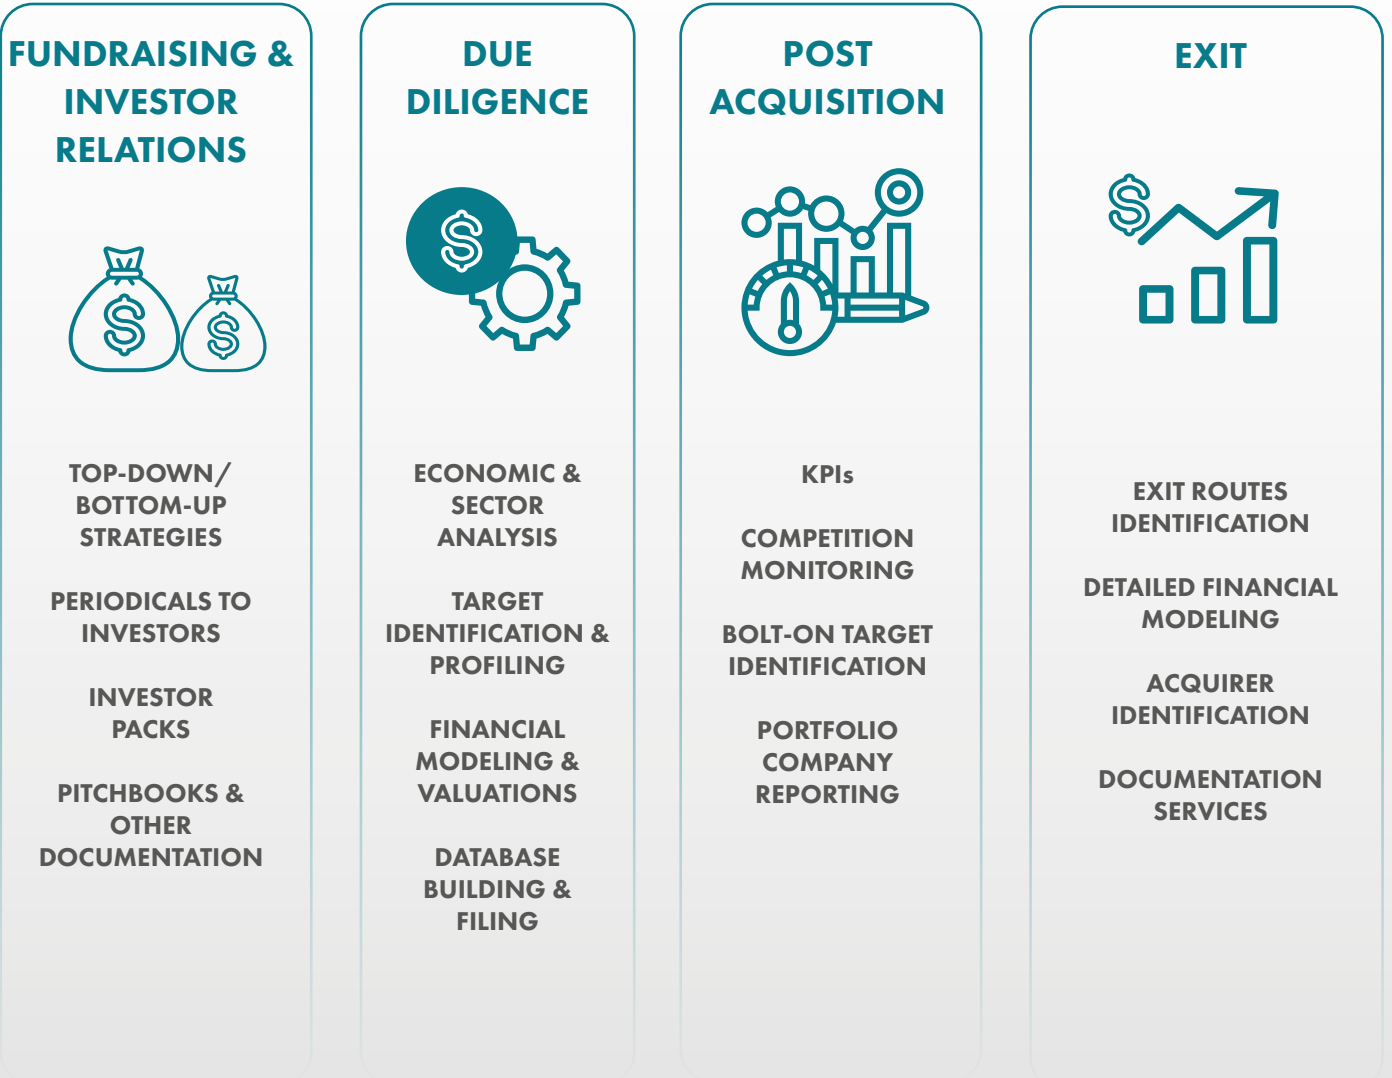 FUNDRAISING &
INVESTOR
RELATIONS
TOP-DOWN/
BOTTOM-UP
STRATEGIES
PERIODICALS TO
INVESTORS
INVESTOR
PACKS
PITCHBOOKS &
OTHER
DOCUMENTATION
DUE
DILIGENCE
ECONOMIC &
SECTOR
ANALYSIS
TARGET
IDENTIFICATION &
PROFILING
FINANCIAL
MODELING &
VALUATIONS
DATABASE
BUILDING &
FILING
POST
ACQUISITION
KPIs
COMPETITION
MONITORING
BOLT-ON TARGET
IDENTIFICATION
PORTFOLIO
COMPANY
REPORTING
EXIT
EXIT ROUTES
IDENTIFICATION
DETAILED FINANCIAL
MODELING
ACQUIRER
IDENTIFICATION
DOCUMENTATION
SERVICES